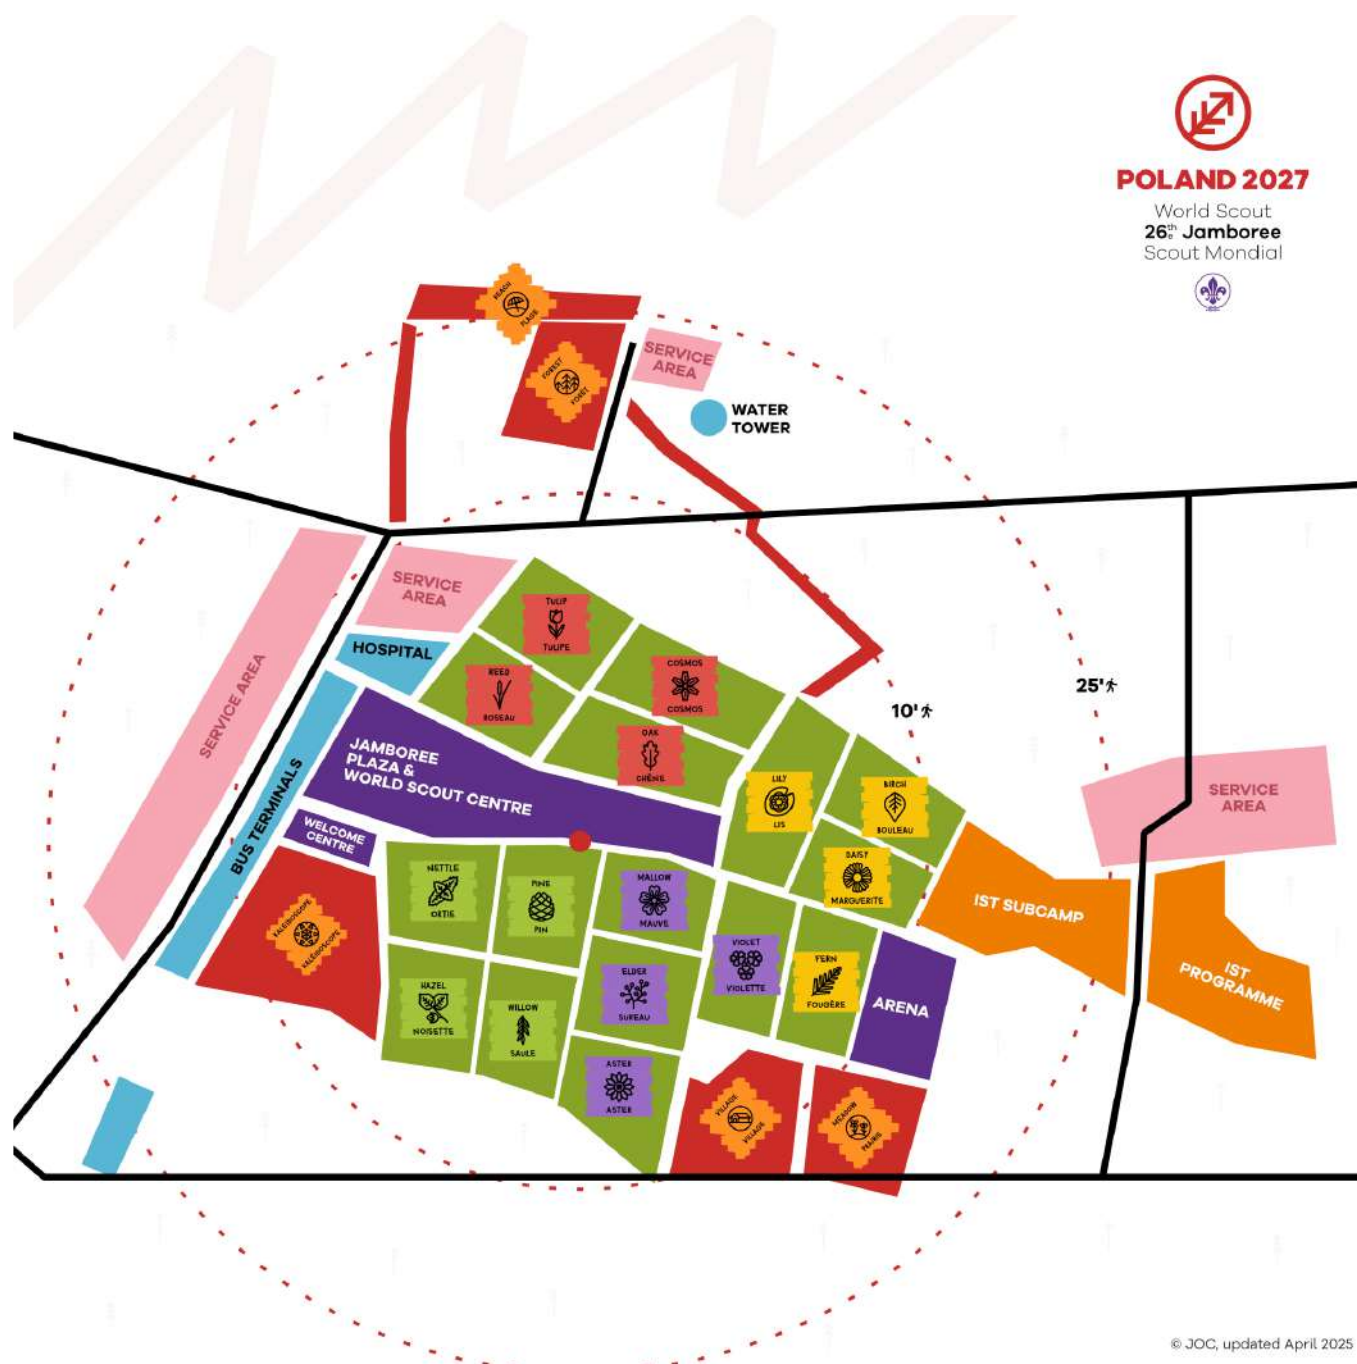 POLAND 2027
World Scout
26th e Jamboree
Scout Mondial
BEACH
PLAGE
FOREST
FORÊT
SERVICE
AREA
WATER
TOWER
SERVICE
AREA
HOSPITAL
SERVICE AREA
BUS TERMINALS
TULIP
TULIPE
REED
ROSEAU
COSMOS
COSMOS
OAK
CHÊNE
JAMBOREE
PLAZA &
WORLD SCOUT CENTRE
WELCOME
CENTRE
10'
25'
LILY
LIS
BIRCH
BOULEAU
DAISY
MARGUERITE
SERVICE
AREA
KALEIDOSCOPE
KALÉIDOSCOPE
NETTLE
ORTIE
PINE
PIN
MALLOW
MAUVE
VIOLET
VIOLETTE
FERN
FOUGÈRE
ARENA
IST SUBCAMP
IST
PROGRAMME
HAZEL
NOISETTE
WILLOW
SAULE
ELDER
SUREAU
ASTER
ASTER
VILLAGE
VILLAGE
MEADOW
PRAIRIE
© JOC, updated April 2025